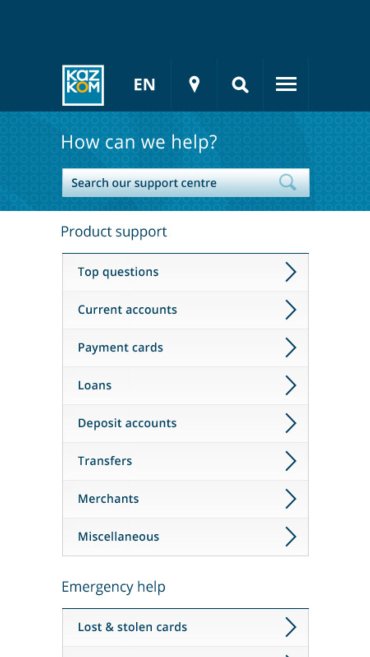 KAZ
KOM
EN
How can we help?
Search our support centre
Product support
Top questions
Current accounts
Payment cards
Loans
Deposit accounts
Transfers
Merchants
Miscellaneous
Emergency help
Lost & stolen cards